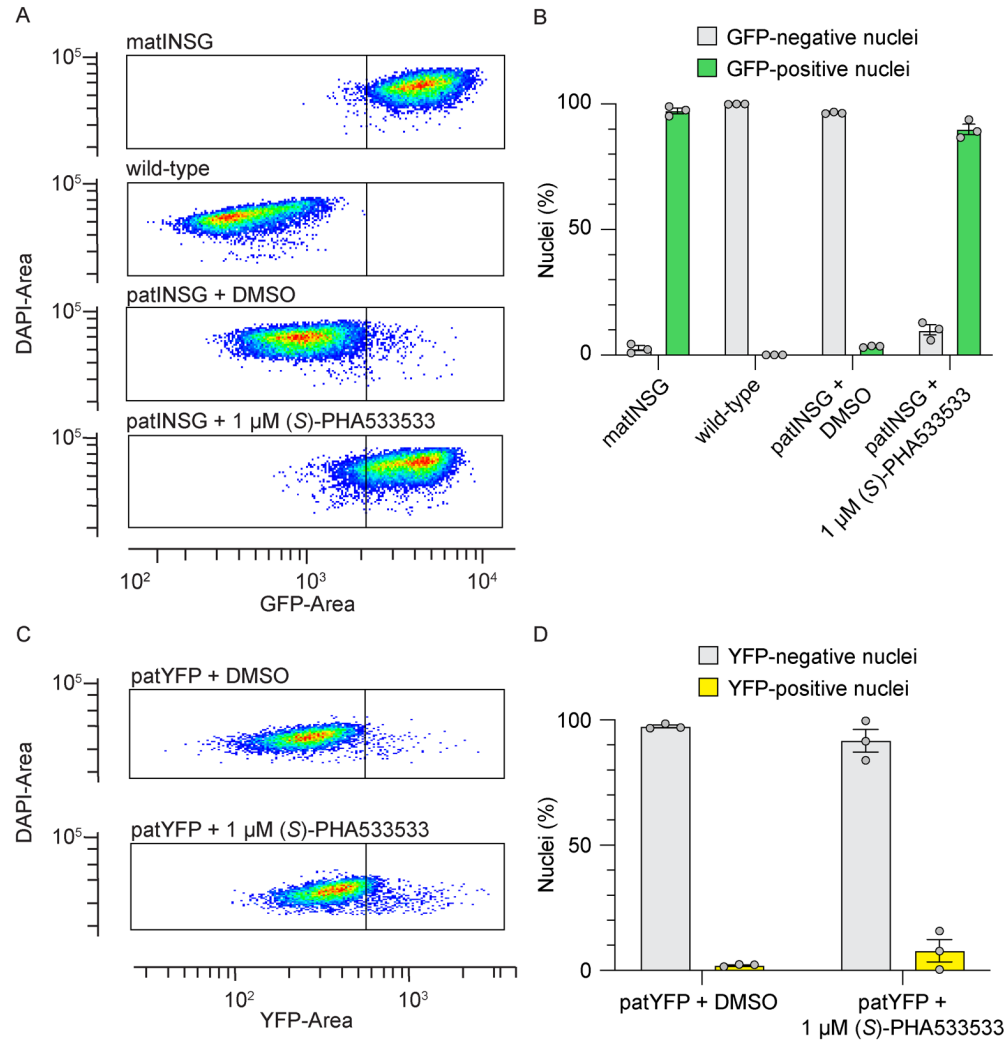 A
matINSG
10⁵
wild-type
10⁵
patINSG + DMSO
10⁵
patINSG + 1 µM (S)-PHA533533
10⁵
DAPI-Area
10² 10³ 10⁴
GFP-Area
B
GFP-negative nuclei
GFP-positive nuclei
100
50
0
Nuclei (%)
matINSG
wild-type
patINSG +
DMSO
patINSG +
1 µM (S)-PHA533533
C
patYFP + DMSO
10⁵
patYFP + 1 µM (S)-PHA533533
10⁵
DAPI-Area
10² 10³
YFP-Area
D
YFP-negative nuclei
YFP-positive nuclei
100
50
0
Nuclei (%)
patYFP + DMSO
patYFP +
1 µM (S)-PHA533533